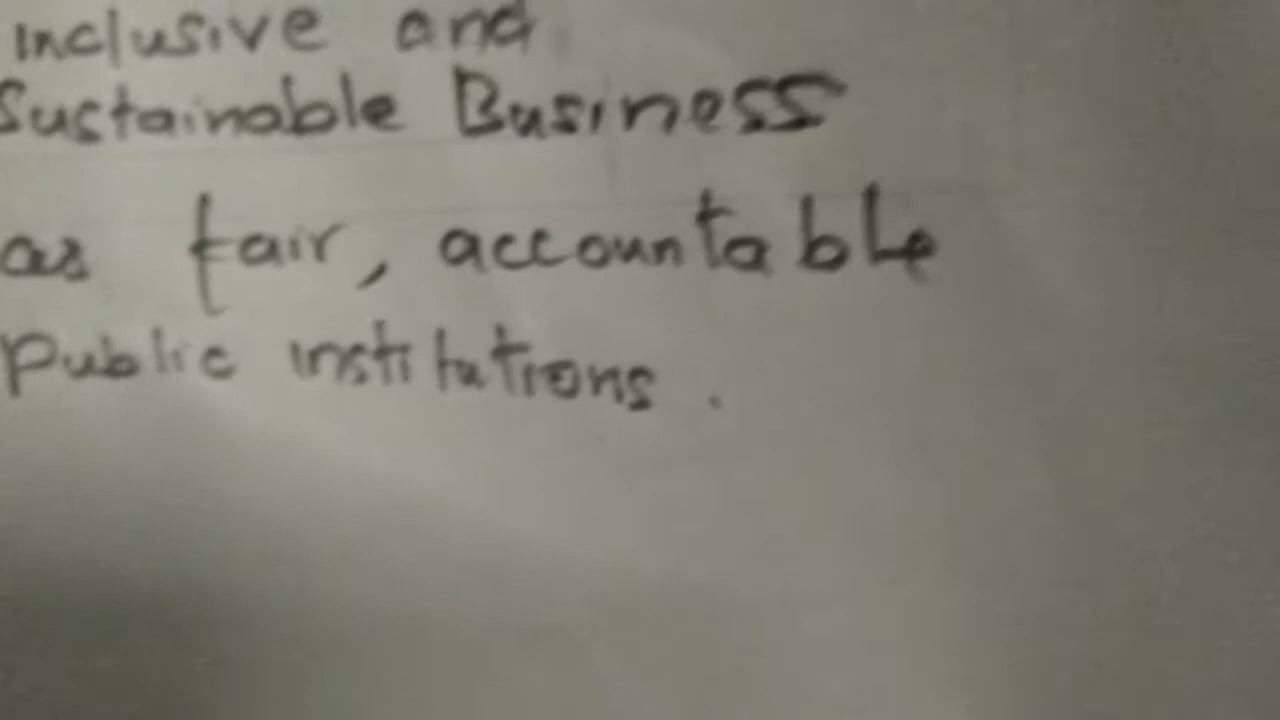 Inclusive and
Sustainable Business
as fair, accountable
Public institutions.